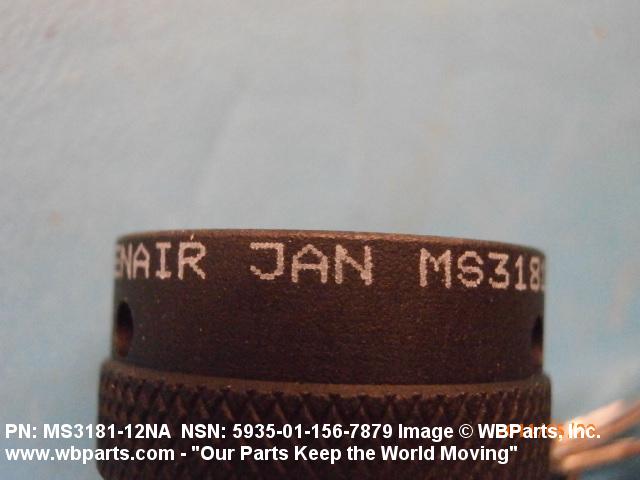 ENAIR JAN MS318
PN: MS3181-12NA NSN: 5935-01-156-7879 Image © WBParts, Inc.
www.wbparts.com - "Our Parts Keep the World Moving"